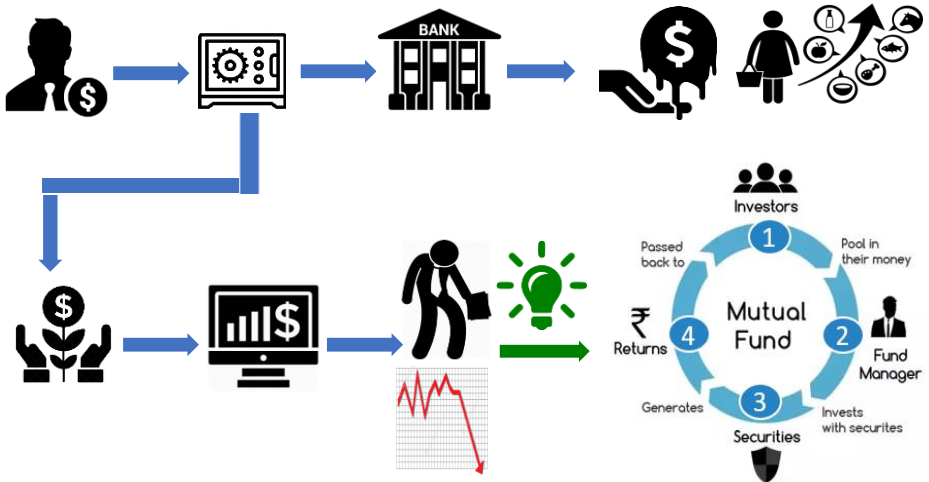 BANK
$
$
Investors
1
Passed
back to
Pool in
their money
$
$
₹
Returns
4
Mutual
Fund
2
Fund
Manager
Generates
3
Invests
with securites
Securities